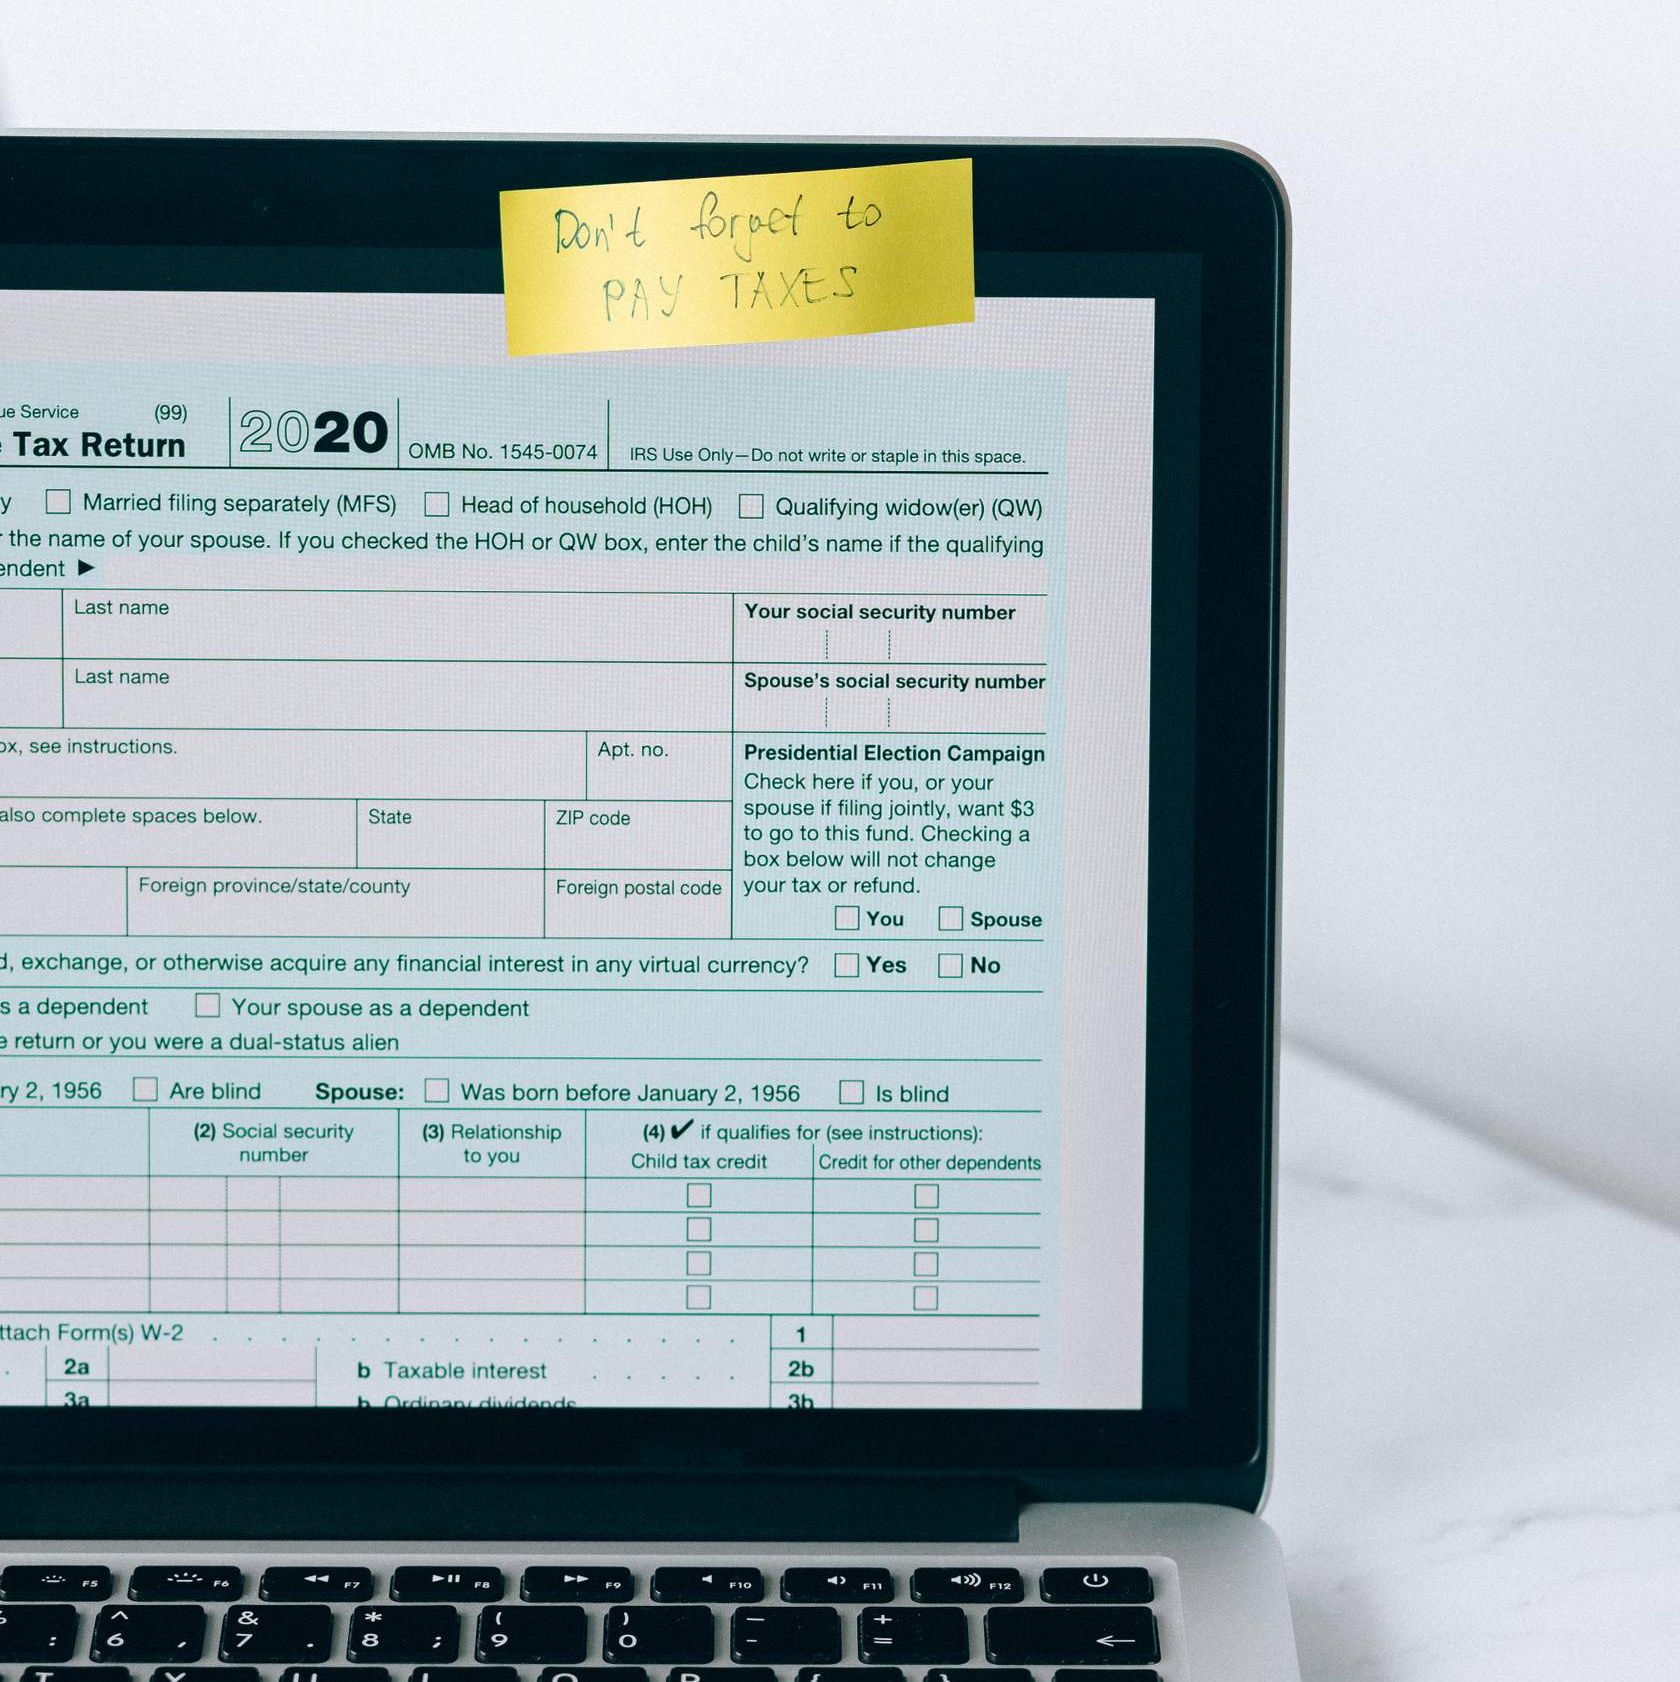 Don't forget to
PAY TAXES
ue Service (99)
Tax Return 2020 OMB No. 1545-0074 IRS Use Only—Do not write or staple in this space.
y Married filing separately (MFS) Head of household (HOH) Qualifying widow(er) (QW)
the name of your spouse. If you checked the HOH or QW box, enter the child's name if the qualifying
endent ►
Last name Your social security number
Last name Spouse's social security number
ox, see instructions. Apt. no.
Presidential Election Campaign
Check here if you, or your
spouse if filing jointly, want $3
to go to this fund. Checking a
box below will not change
your tax or refund.
You Spouse
also complete spaces below. State ZIP code
Foreign province/state/county Foreign postal code
d, exchange, or otherwise acquire any financial interest in any virtual currency? Yes No
s a dependent Your spouse as a dependent
e return or you were a dual-status alien
ry 2, 1956 Are blind Spouse: Was born before January 2, 1956 Is blind
(2) Social security
number
(3) Relationship
to you
(4) ✔ if qualifies for (see instructions):
Child tax credit Credit for other dependents
ttach Form(s) W-2 . . . . . . . . . . . . . . . . 1
. 2a b Taxable interest . . . . . 2b
3a b Ordinary dividends 3b
F5 F6 F7 F8 F9 F10 F11 F12
: ^ 6 , & 7 . * 8 ; ( 9 ) 0 — - + = ←
T Y U I O P { }